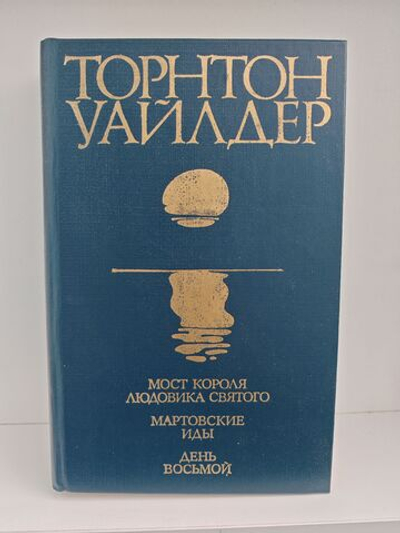 ТОРНТОН
УАЙЛДЕР
МОСТ КОРОЛЯ
ЛЮДОВИКА СВЯТОГО
МАРТОВСКИЕ
ИДЫ
ДЕНЬ
ВОСЬМОЙ